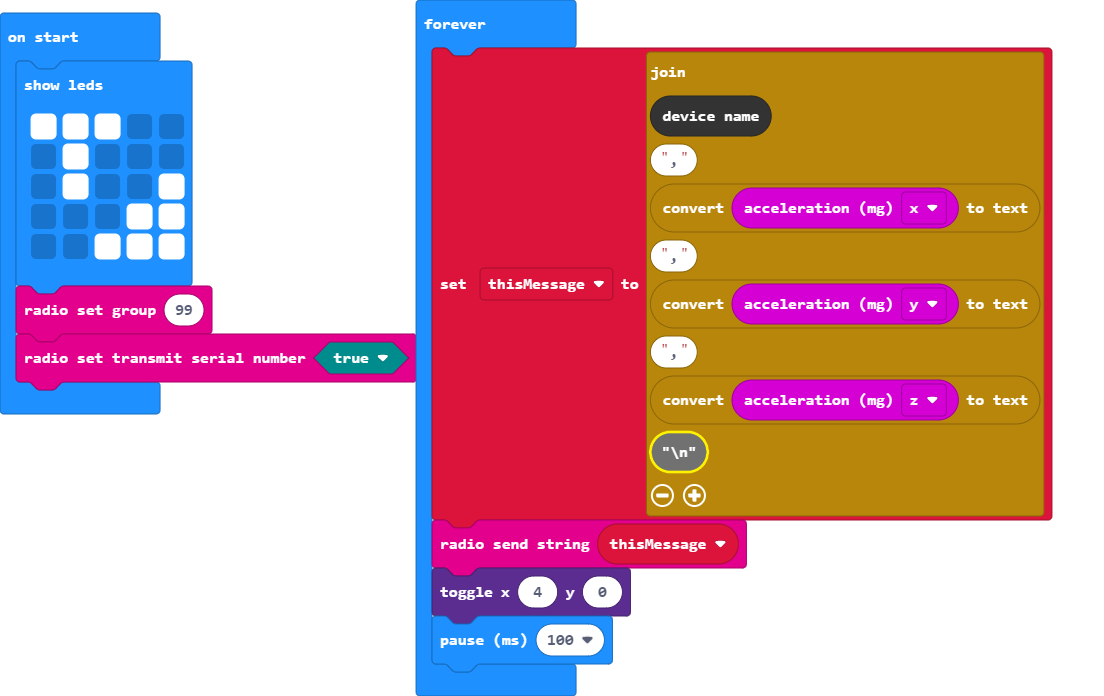 on start
show leds
radio set group 99
radio set transmit serial number true
forever
set thisMessage to
join
device name
","
convert acceleration (mg) x to text
","
convert acceleration (mg) y to text
","
convert acceleration (mg) z to text
"\n"
radio send string thisMessage
toggle x 4 y 0
pause (ms) 100